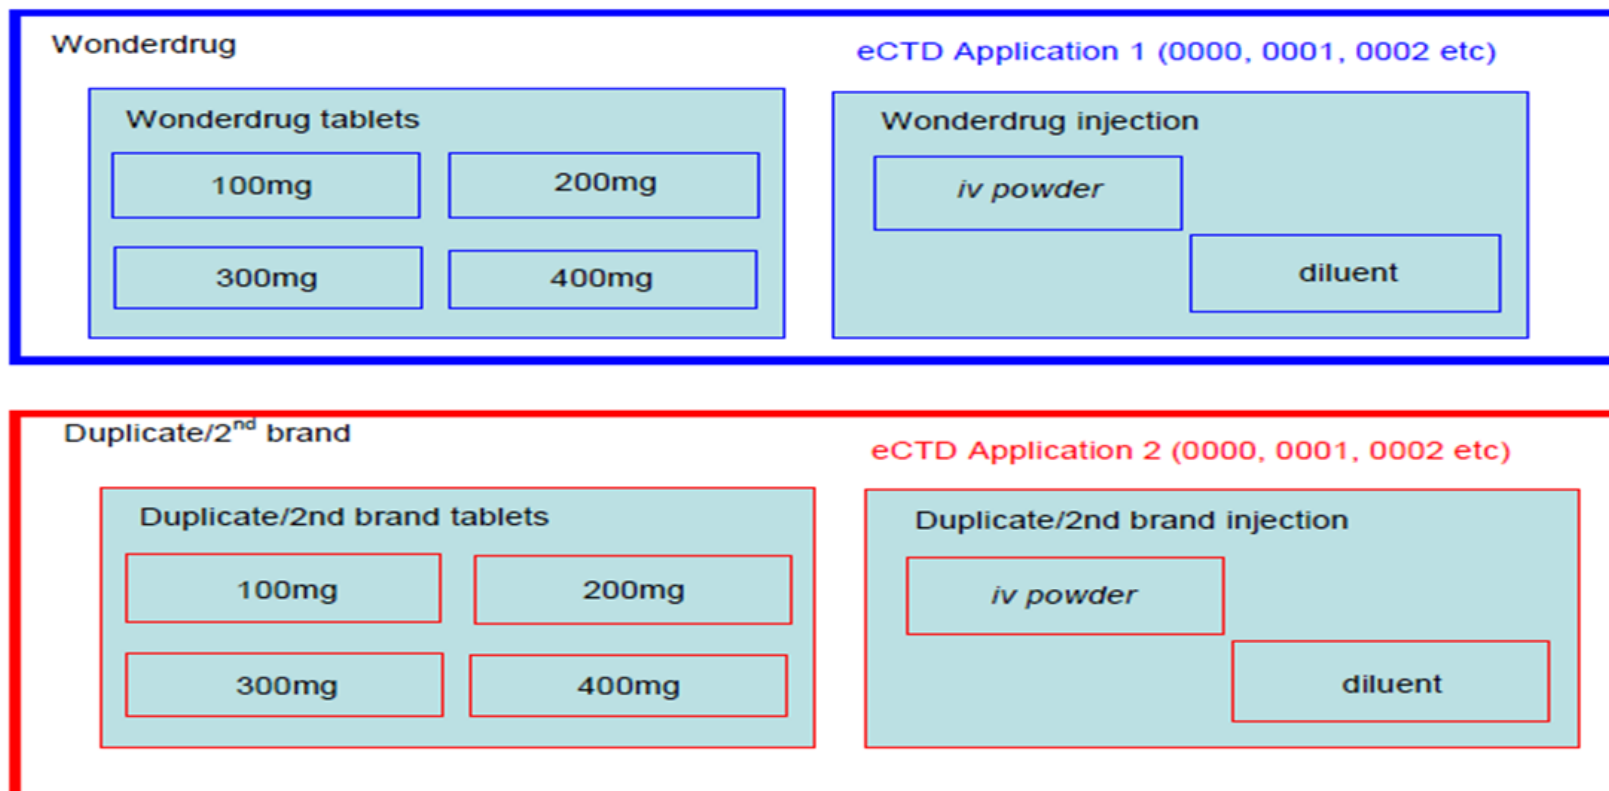 Wonderdrug
eCTD Application 1 (0000, 0001, 0002 etc)
Wonderdrug tablets
100mg
200mg
300mg
400mg
Wonderdrug injection
iv powder
diluent
Duplicate/2nd brand
eCTD Application 2 (0000, 0001, 0002 etc)
Duplicate/2nd brand tablets
100mg
200mg
300mg
400mg
Duplicate/2nd brand injection
iv powder
diluent